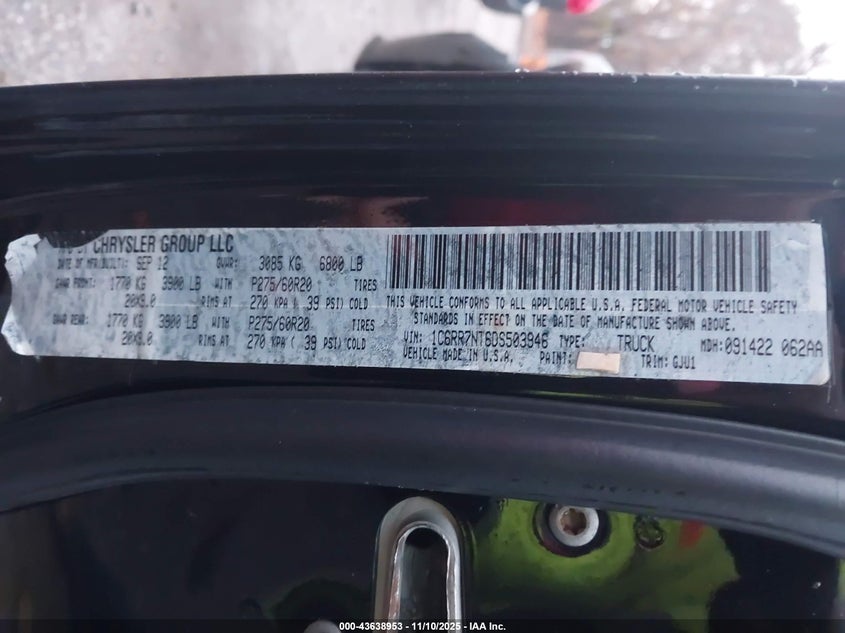 CHRYSLER GROUP LLC
DATE OF MFR/BUILT: SEP 12 GVWR: 3085 KG 6800 LB
GAWR FRONT: 1770 KG 3900 LB WITH P275/60R20 TIRES
20X9.0 RIMS AT 270 KPA ( 39 PSI) COLD
GAWR REAR: 1770 KG 3900 LB WITH P275/60R20 TIRES
20X9.0 RIMS AT 270 KPA ( 39 PSI) COLD
THIS VEHICLE CONFORMS TO ALL APPLICABLE U.S.A. FEDERAL MOTOR VEHICLE SAFETY
STANDARDS IN EFFECT ON THE DATE OF MANUFACTURE SHOWN ABOVE.
VIN: 1C6RR7NT6DS503946 TYPE: TRUCK MDH: 091422 062AA
VEHICLE MADE IN U.S.A. PAINT: TRIM: GJV1
000-43638953 - 11/10/2025 - IAA Inc.